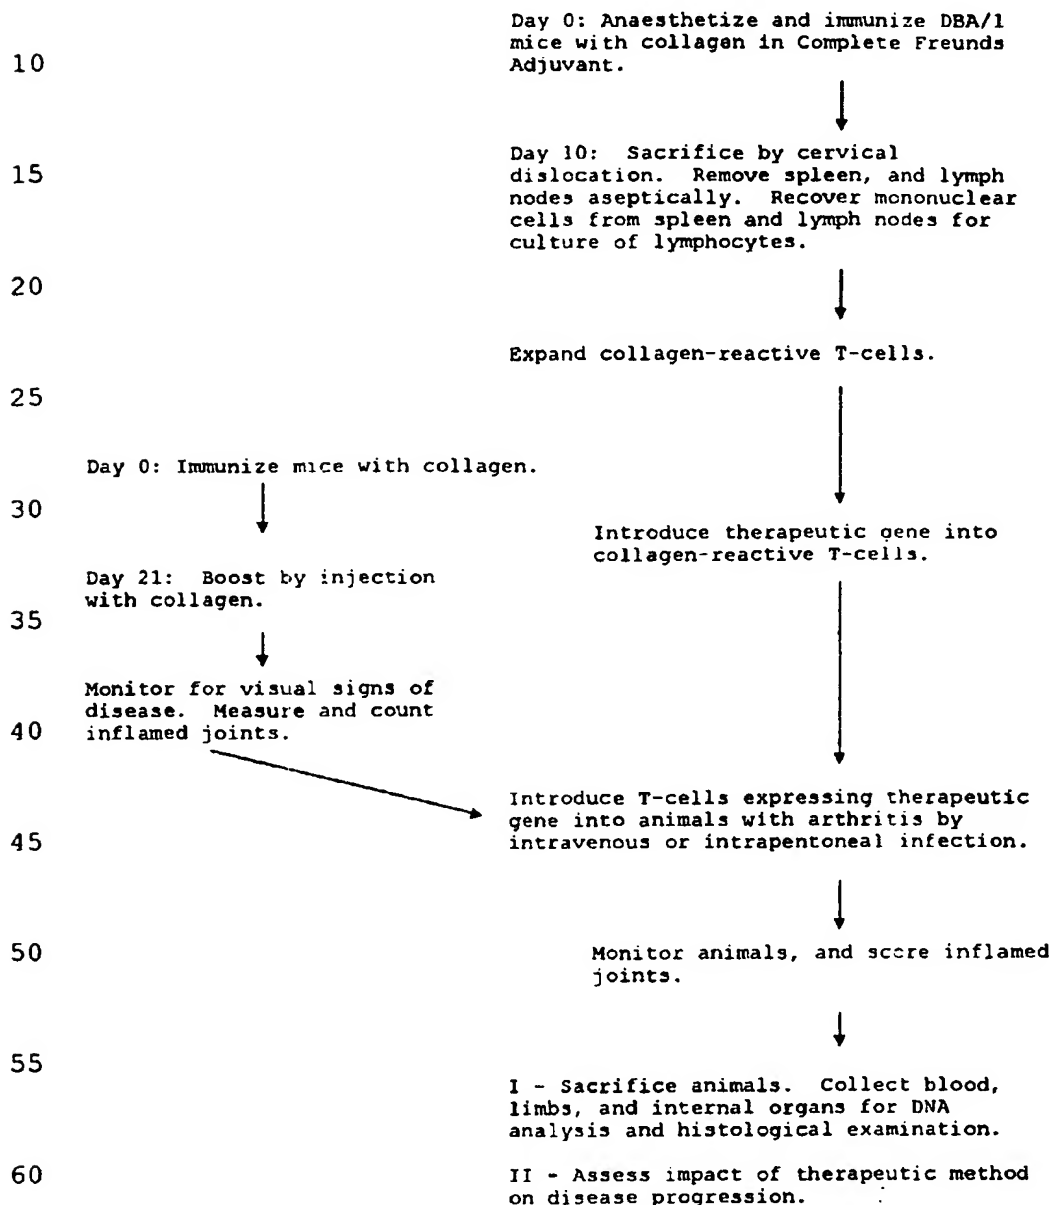 Day 0: Anaesthetize and immunize DBA/1
mice with collagen in Complete Freunds
10
Adjuvant.
Day 10: Sacrifice by cervical
15
dislocation. Remove spleen, and lymph
nodes aseptically. Recover mononuclear
cells from spleen and lymph nodes for
culture of lymphocytes.
20
Expand collagen-reactive T-cells.
25
Day 0: Immunize mice with collagen.
30
Introduce therapeutic gene into
collagen-reactive T-cells.
Day 21: Boost by injection
with collagen.
35
Monitor for visual signs of
disease. Measure and count
40
inflamed joints.
Introduce T-cells expressing therapeutic
gene into animals with arthritis by
45
intravenous or intrapentoneal infection.
50
Monitor animals, and score inflamed
joints.
55
I - Sacrifice animals. Collect blood,
limbs, and internal organs for DNA
analysis and histological examination.
60
II - Assess impact of therapeutic method
on disease progression.